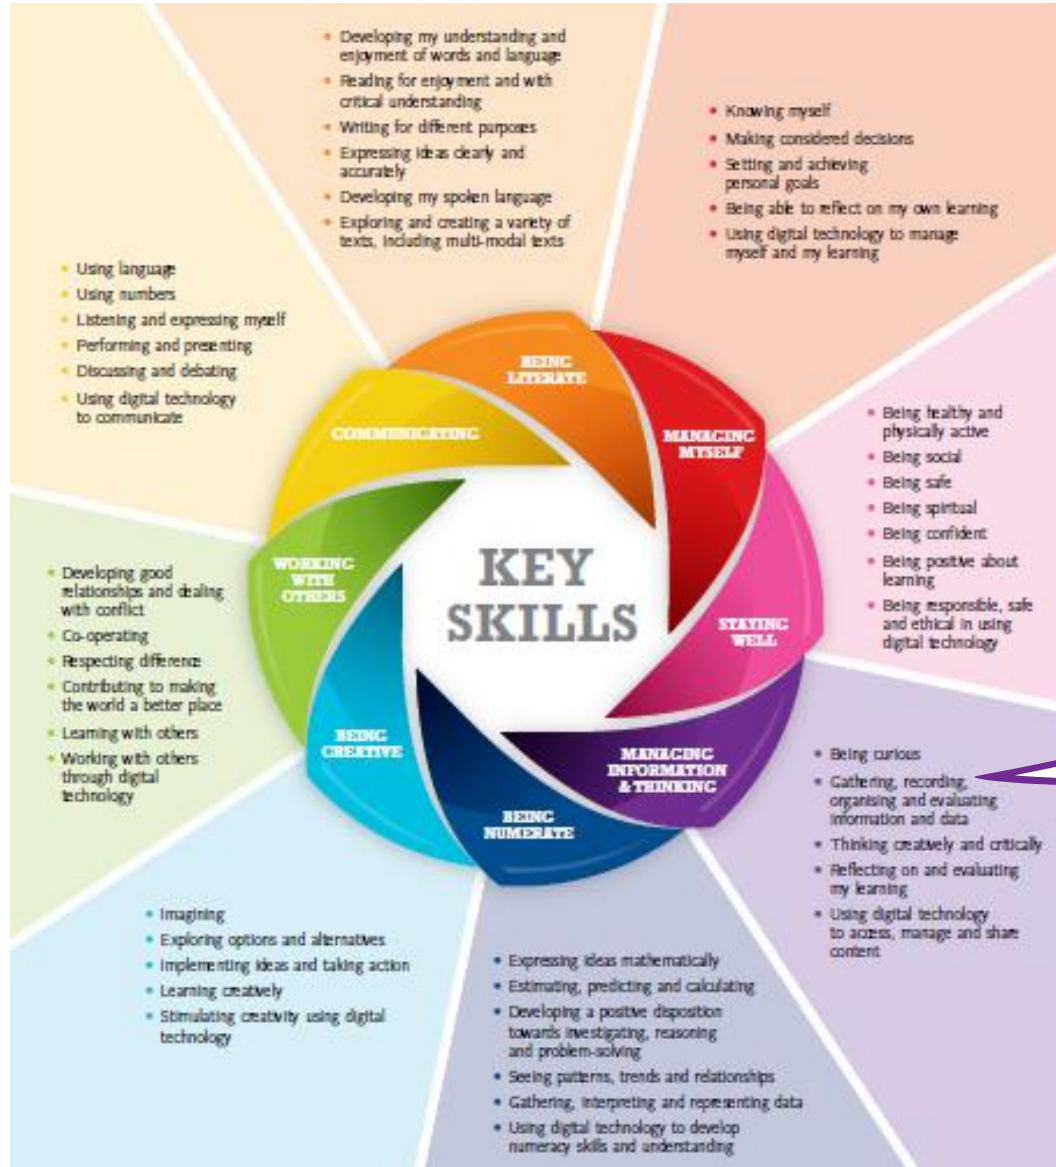 KEY
SKILLS
BEING
LITERATE
• Developing my understanding and
enjoyment of words and language
• Reading for enjoyment and with
critical understanding
• Writing for different purposes
• Expressing ideas clearly and
accurately
• Developing my spoken language
• Exploring and creating a variety of
texts, including multi-modal texts
MANAGING
MYSELF
• Knowing myself
• Making considered decisions
• Setting and achieving
personal goals
• Being able to reflect on my own learning
• Using digital technology to manage
myself and my learning
STAYING
WELL
• Being healthy and
physically active
• Being social
• Being safe
• Being spiritual
• Being confident
• Being positive about
learning
• Being responsible, safe
and ethical in using
digital technology
MANAGING
INFORMATION
& THINKING
• Being curious
• Gathering, recording,
organising and evaluating
information and data
• Thinking creatively and critically
• Reflecting on and evaluating
my learning
• Using digital technology
to access, manage and share
content
BEING
NUMERATE
• Expressing ideas mathematically
• Estimating, predicting and calculating
• Developing a positive disposition
towards investigating, reasoning
and problem-solving
• Seeing patterns, trends and relationships
• Gathering, interpreting and representing data
• Using digital technology to develop
numeracy skills and understanding
BEING
CREATIVE
• Imagining
• Exploring options and alternatives
• Implementing ideas and taking action
• Learning creatively
• Stimulating creativity using digital
technology
WORKING
WITH
OTHERS
• Developing good
relationships and dealing
with conflict
• Co-operating
• Respecting difference
• Contributing to making
the world a better place
• Learning with others
• Working with others
through digital
technology
COMMUNICATING
• Using language
• Using numbers
• Listening and expressing myself
• Performing and presenting
• Discussing and debating
• Using digital technology
to communicate